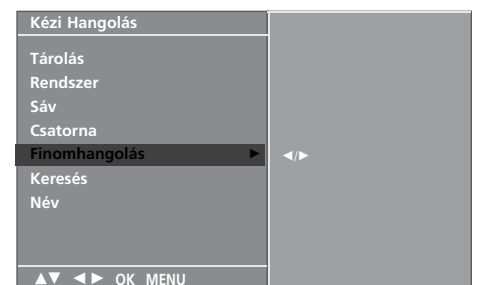 Kézi Hangolás
Tárolás
Rendszer
Sáv
Csatorna
Finomhangolás ►
◄/►
Keresés
Név
▲▼ ◄► OK MENU